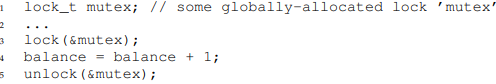 1 lock_t mutex; // some globally-allocated lock ’mutex’
2 ...
3 lock(&mutex);
4 balance = balance + 1;
5 unlock(&mutex);